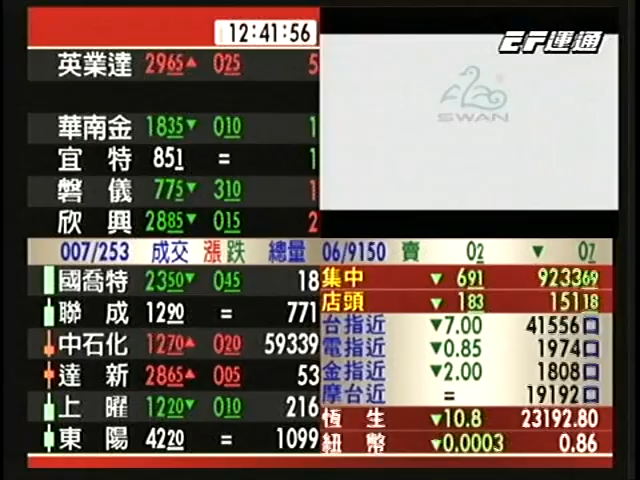 12:41:56
EF運通
英業達 2965▲ 025 5
SWAN
華南金 1835▼ 010 1
宜特 851 = 1
磐儀 775▼ 310 1
欣興 2885▼ 015 2
007/253 成交 漲跌 總量 06/9150 賣 02 ▼ 07
國喬特 2350▼ 045 18 集中 ▼ 691 923369
聯成 1290 = 771 店頭 ▼ 183 15118
中石化 1270▲ 020 59339 台指近 ▼7.00 41556口
達新 2865▲ 005 53 電指近 ▼0.85 1974口
上曜 1220▼ 010 216 金指近 ▼2.00 1808口
摩台近 = 19192口
東陽 4220 = 1099 恆生 ▼10.8 23192.80
紐幣 ▼0.0003 0.86